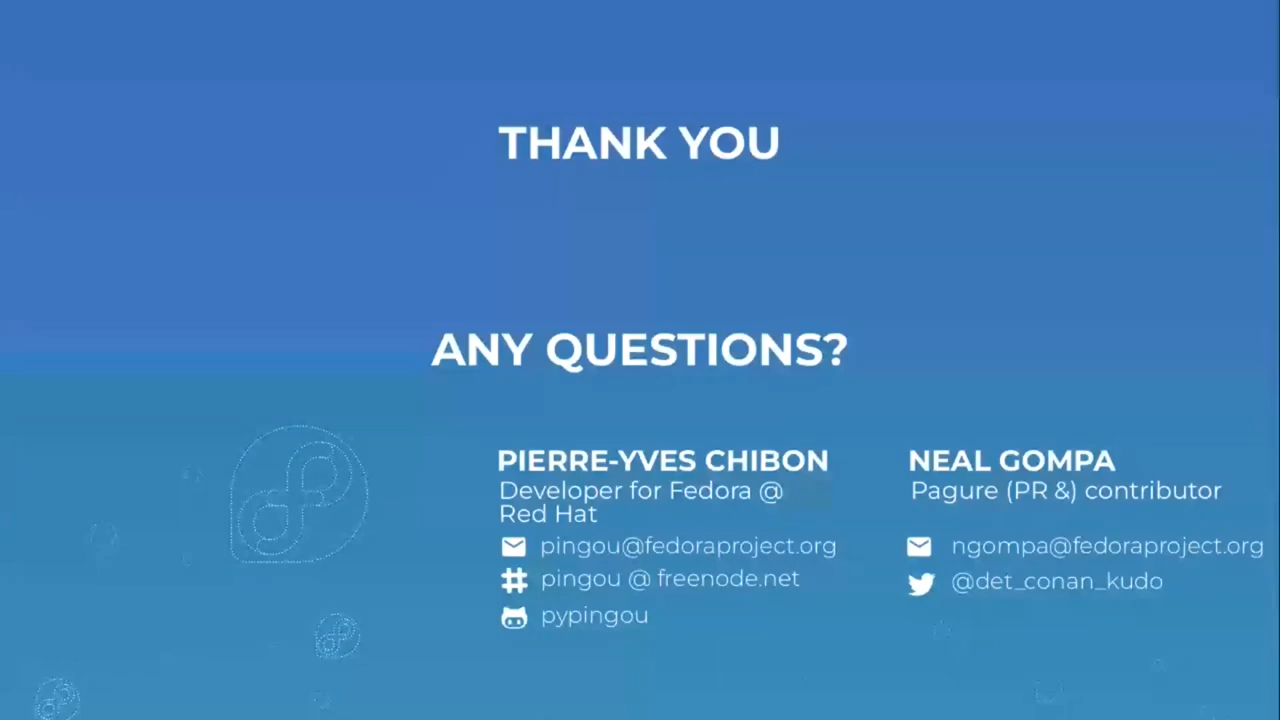 THANK YOU
ANY QUESTIONS?
PIERRE-YVES CHIBON
Developer for Fedora @
Red Hat
pingou@fedoraproject.org
pingou @ freenode.net
pypingou
NEAL GOMPA
Pagure (PR &) contributor
ngompa@fedoraproject.org
@det_conan_kudo